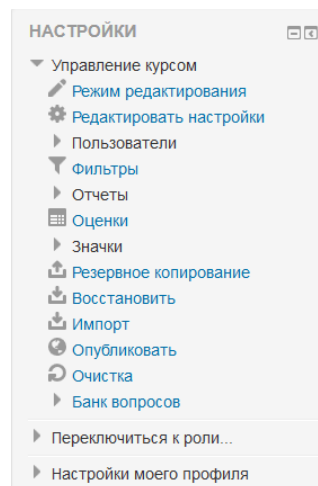 НАСТРОЙКИ
Управление курсом
Режим редактирования
Редактировать настройки
Пользователи
Фильтры
Отчеты
Оценки
Значки
Резервное копирование
Восстановить
Импорт
Опубликовать
Очистка
Банк вопросов
Переключиться к роли...
Настройки моего профиля